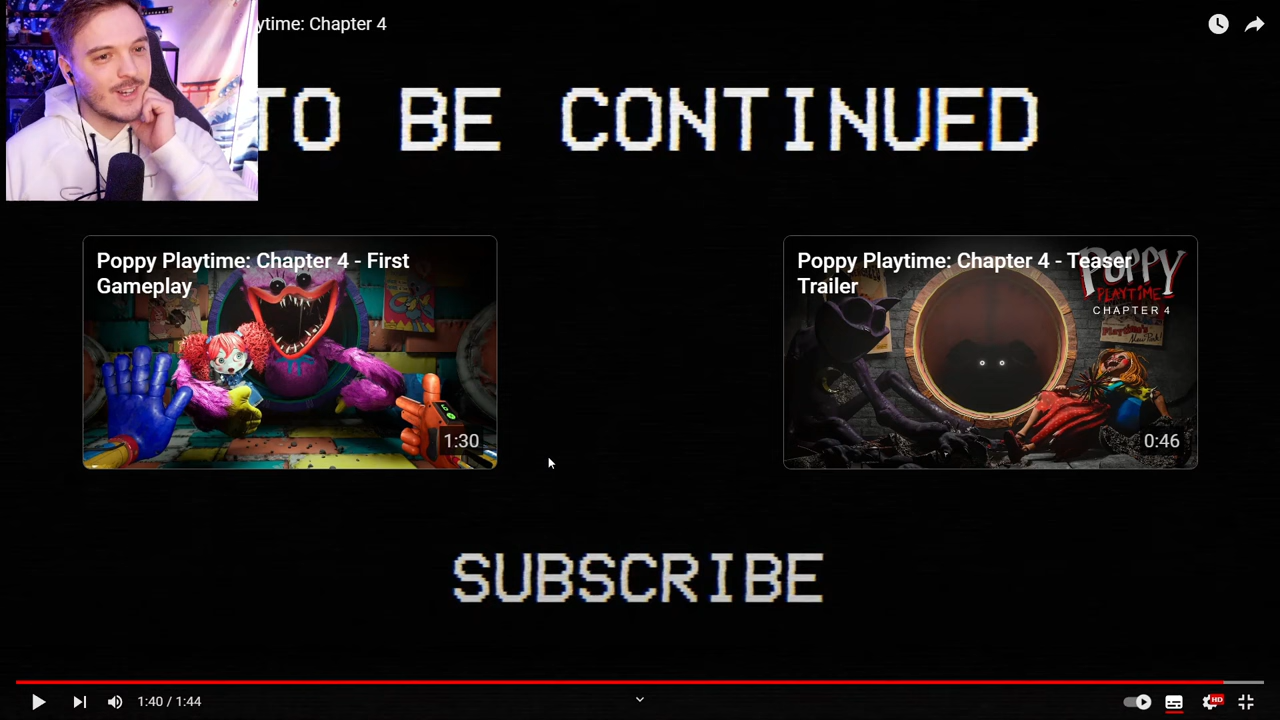 ytime: Chapter 4
TO BE CONTINUED
Poppy Playtime: Chapter 4 - First
Gameplay
1:30
Poppy Playtime: Chapter 4 - Teaser
Trailer
POPPY
PLAYTIME
CHAPTER 4
0:46
SUBSCRIBE
1:40 / 1:44
HD